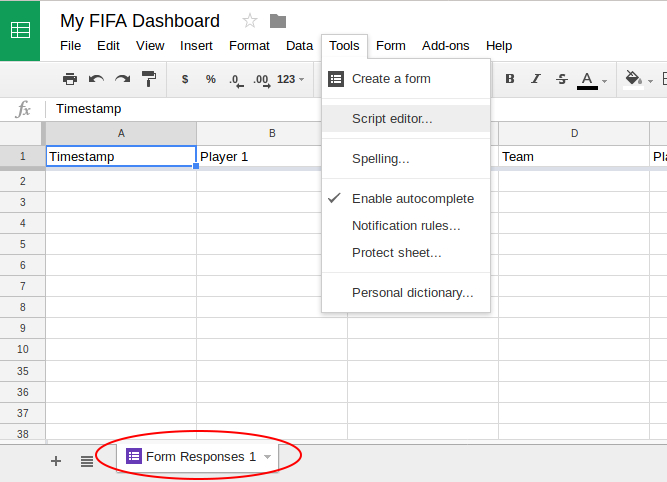 My FIFA Dashboard
File Edit View Insert Format Data Tools Form Add-ons Help
$ % .0 .00 123 B I S A
Create a form
fx Timestamp
Script editor...
A B D
1 Timestamp Player 1 Team Pla
Spelling...
2
3 Enable autocomplete
4 Notification rules...
5 Protect sheet...
6
7 Personal dictionary...
8
9
10
35
36
37
38
Form Responses 1